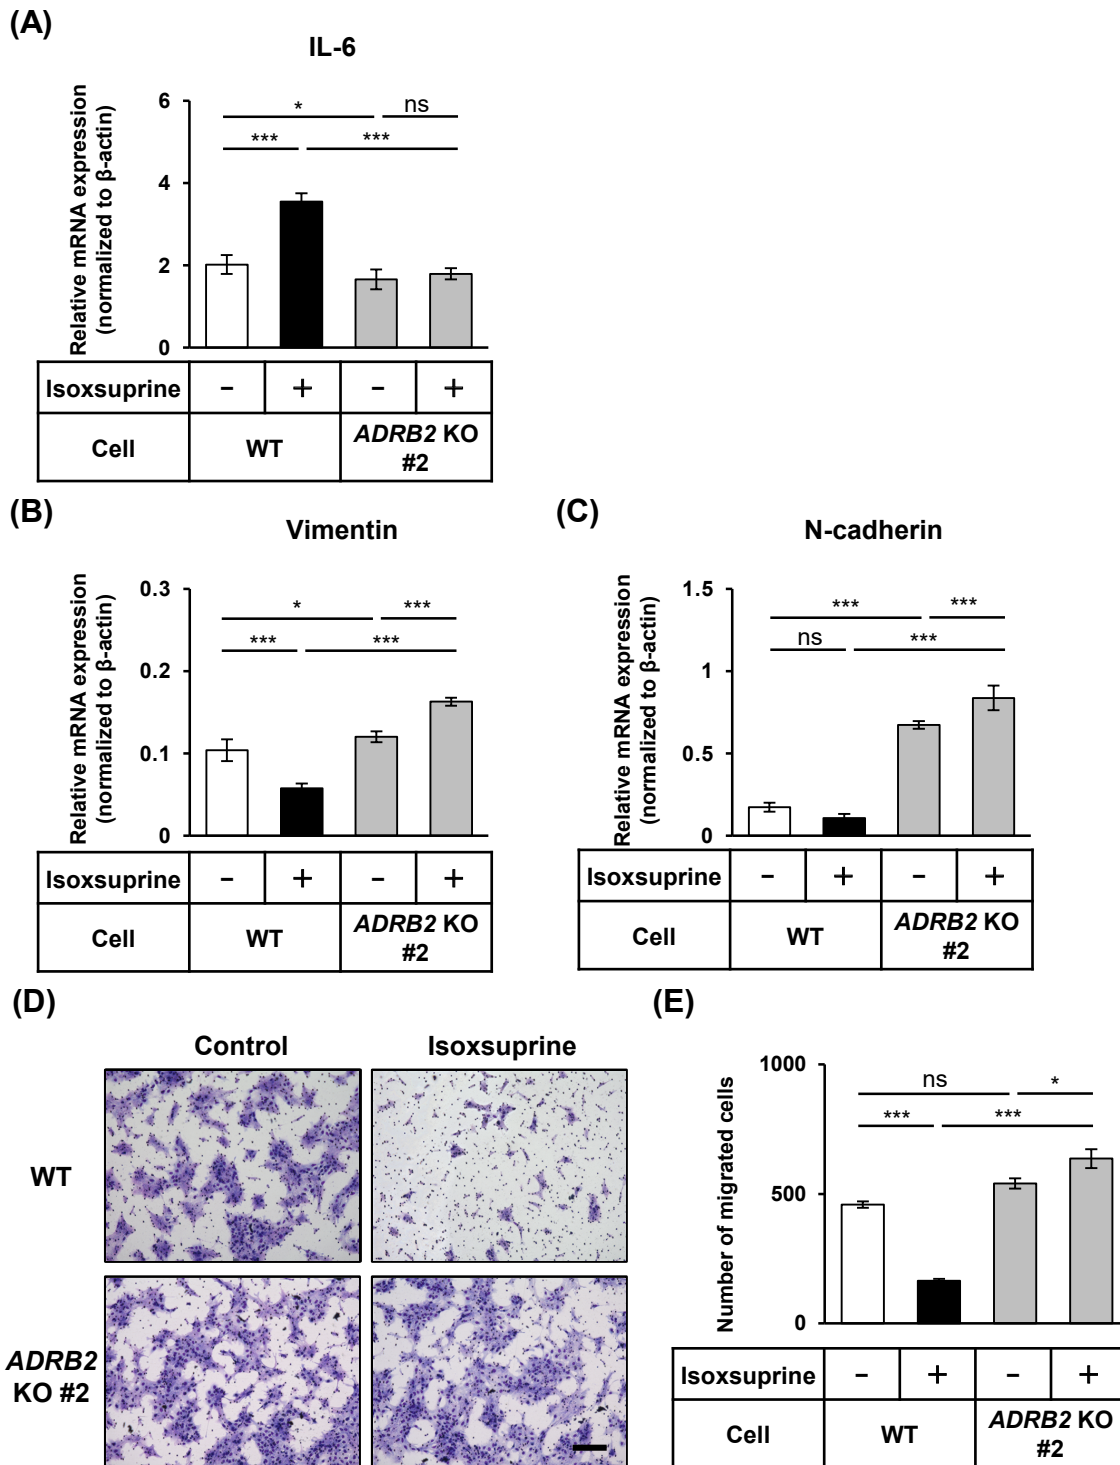 (A)
IL-6
Relative mRNA expression
(normalized to β-actin)
6
4
2
0
* ns
*** ***
Isoxsuprine − + − +
Cell WT ADRB2 KO
#2
(B)
Vimentin
Relative mRNA expression
(normalized to β-actin)
0.3
0.2
0.1
0
* ***
*** ***
Isoxsuprine − + − +
Cell WT ADRB2 KO
#2
(C)
N-cadherin
Relative mRNA expression
(normalized to β-actin)
1.5
1
0.5
0
*** ***
ns ***
Isoxsuprine − + − +
Cell WT ADRB2 KO
#2
(D)
Control Isoxsuprine
WT
ADRB2
KO #2
(E)
Number of migrated cells
1000
500
0
ns *
*** ***
Isoxsuprine − + − +
Cell WT ADRB2 KO
#2